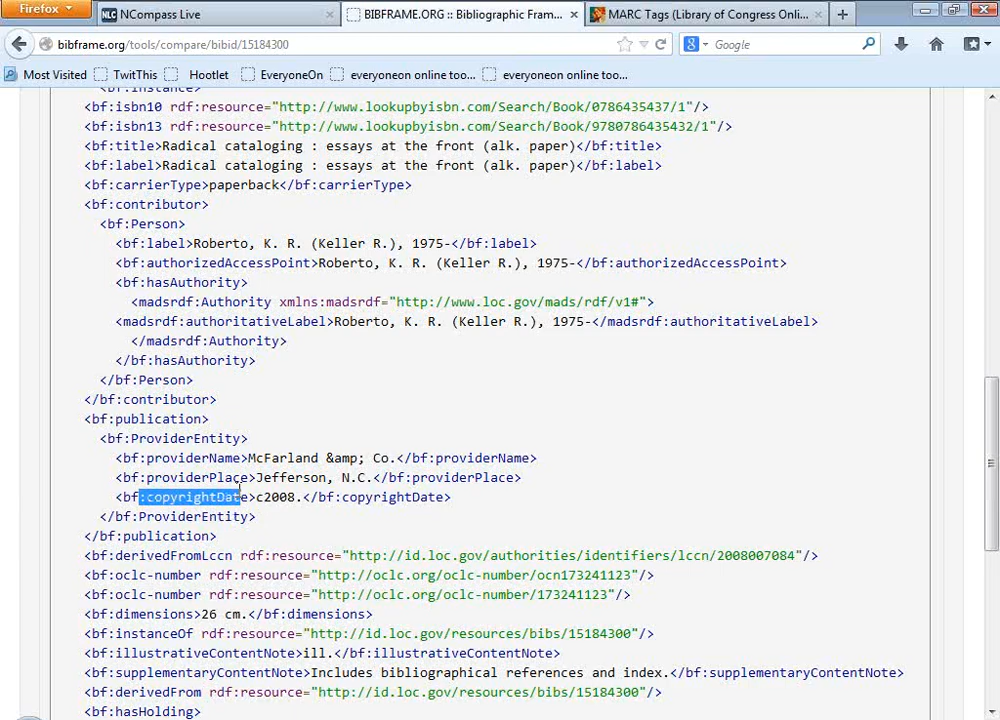 Firefox
NCompass Live
BIBFRAME.ORG :: Bibliographic Fram...
MARC Tags (Library of Congress Onli...
bibframe.org/tools/compare/bibid/15184300
Google
Most Visited
TwitThis
Hootlet
EveryoneOn
everyoneon online too...
everyoneon online too...
<bf:instance>
<bf:isbn10 rdf:resource="http://www.lookupbyisbn.com/Search/Book/0786435437/1"/>
<bf:isbn13 rdf:resource="http://www.lookupbyisbn.com/Search/Book/9780786435432/1"/>
<bf:title>Radical cataloging : essays at the front (alk. paper)</bf:title>
<bf:label>Radical cataloging : essays at the front (alk. paper)</bf:label>
<bf:carrierType>paperback</bf:carrierType>
<bf:contributor>
<bf:Person>
<bf:label>Roberto, K. R. (Keller R.), 1975-</bf:label>
<bf:authorizedAccessPoint>Roberto, K. R. (Keller R.), 1975-</bf:authorizedAccessPoint>
<bf:hasAuthority>
<madsrdf:Authority xmlns:madsrdf="http://www.loc.gov/mads/rdf/v1#">
<madsrdf:authoritativeLabel>Roberto, K. R. (Keller R.), 1975-</madsrdf:authoritativeLabel>
</madsrdf:Authority>
</bf:hasAuthority>
</bf:Person>
</bf:contributor>
<bf:publication>
<bf:ProviderEntity>
<bf:providerName>McFarland &amp; Co.</bf:providerName>
<bf:providerPlace>Jefferson, N.C.</bf:providerPlace>
<bf:copyrightDate>c2008.</bf:copyrightDate>
</bf:ProviderEntity>
</bf:publication>
<bf:derivedFromLccn rdf:resource="http://id.loc.gov/authorities/identifiers/lccn/2008007084"/>
<bf:oclc-number rdf:resource="http://oclc.org/oclc-number/ocn173241123"/>
<bf:oclc-number rdf:resource="http://oclc.org/oclc-number/173241123"/>
<bf:dimensions>26 cm.</bf:dimensions>
<bf:instanceOf rdf:resource="http://id.loc.gov/resources/bibs/15184300"/>
<bf:illustrativeContentNote>ill.</bf:illustrativeContentNote>
<bf:supplementaryContentNote>Includes bibliographical references and index.</bf:supplementaryContentNote>
<bf:derivedFrom rdf:resource="http://id.loc.gov/resources/bibs/15184300"/>
<bf:hasHolding>